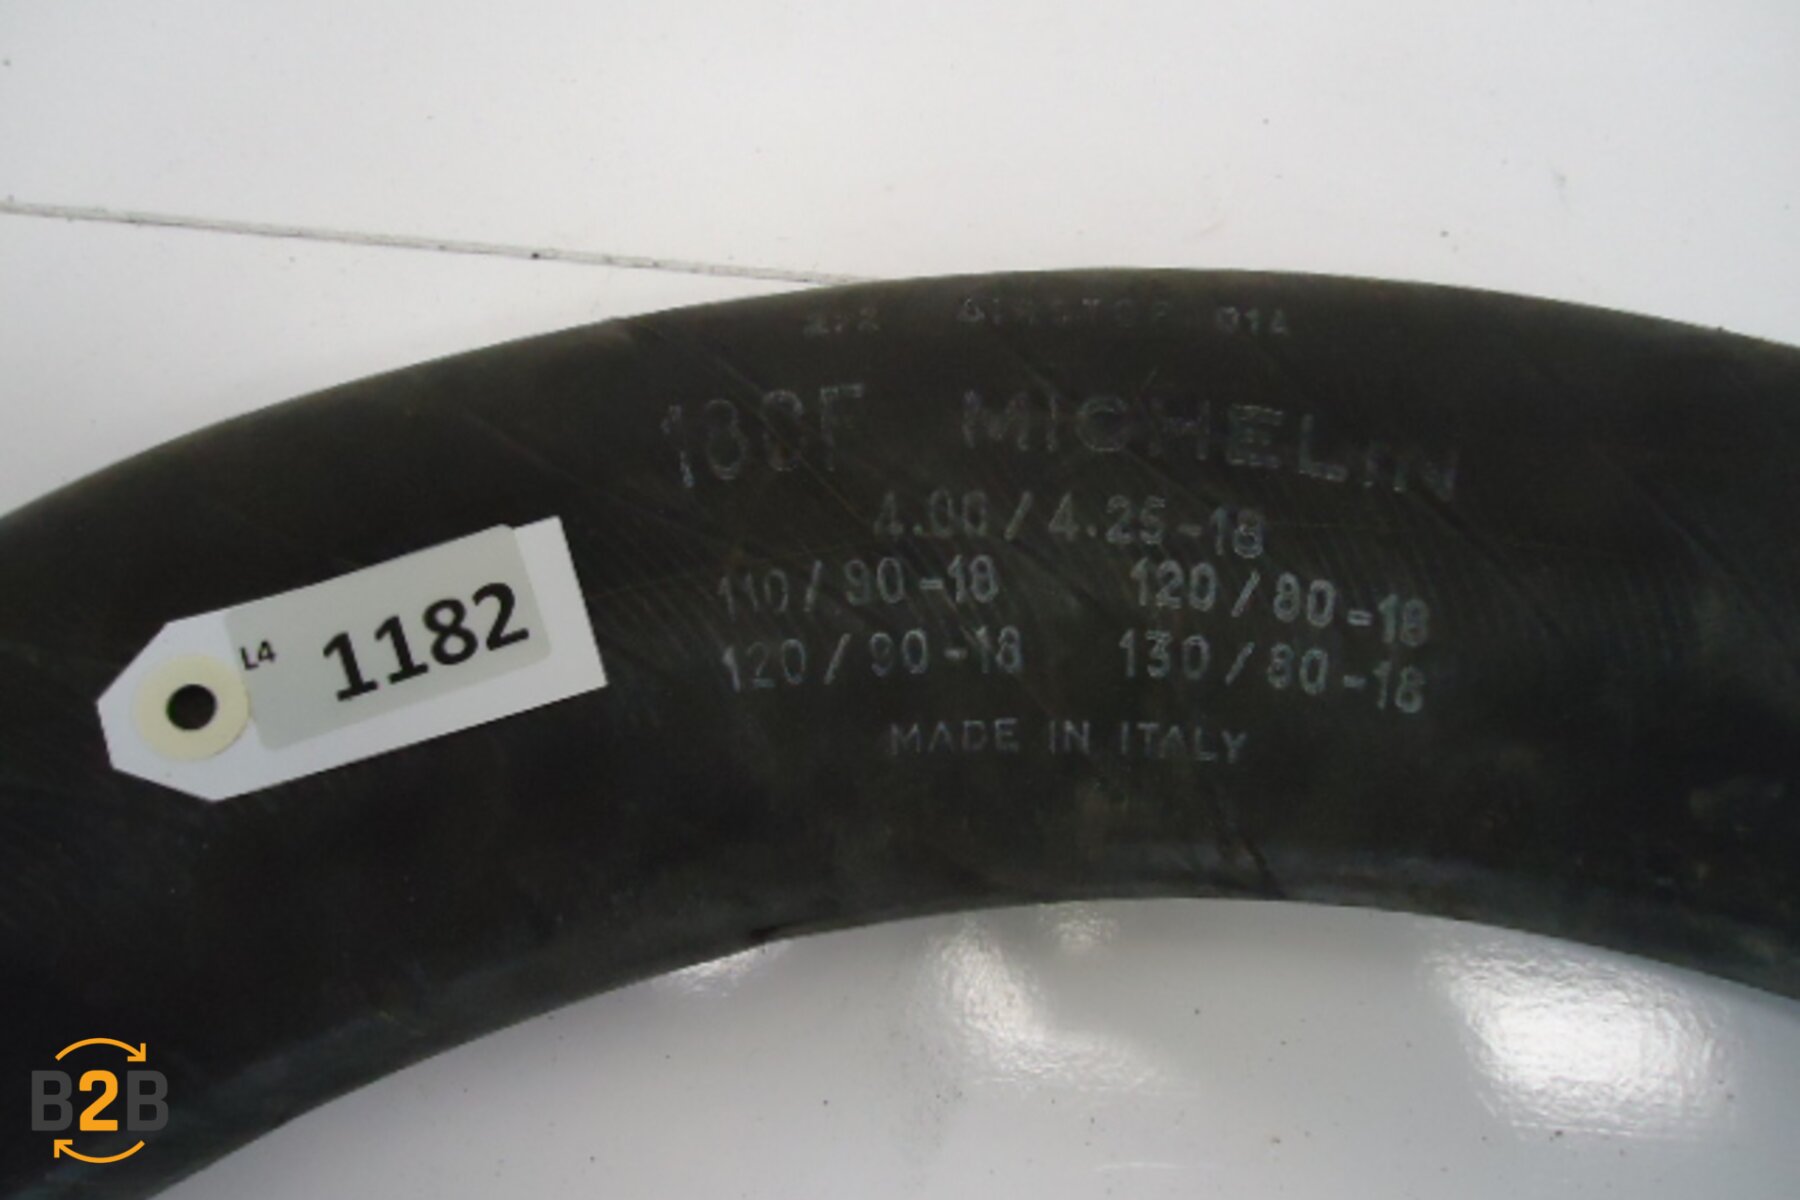 AIRSTOP
MICHELIN
4.00/4.25-18
110/90-18 120/80-18
120/90-18 130/80-18
MADE IN ITALY
L4 1182
B2B